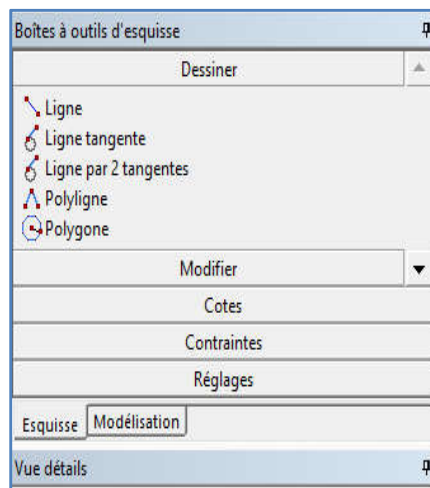 Boîtes à outils d'esquisse
Dessiner
Ligne
Ligne tangente
Ligne par 2 tangentes
Polyligne
Polygone
Modifier
Cotes
Contraintes
Réglages
Esquisse Modélisation
Vue détails